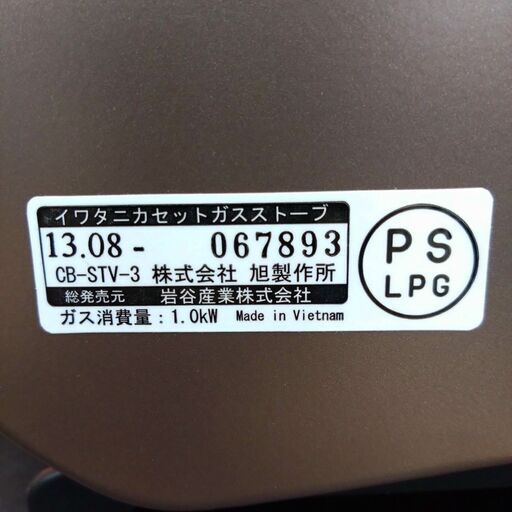 イワタニカセットガスストーブ
13.08 - 067893
CB-STV-3 株式会社 旭製作所
総発売元 岩谷産業株式会社
ガス消費量：1.0kW Made in Vietnam
PS
LPG